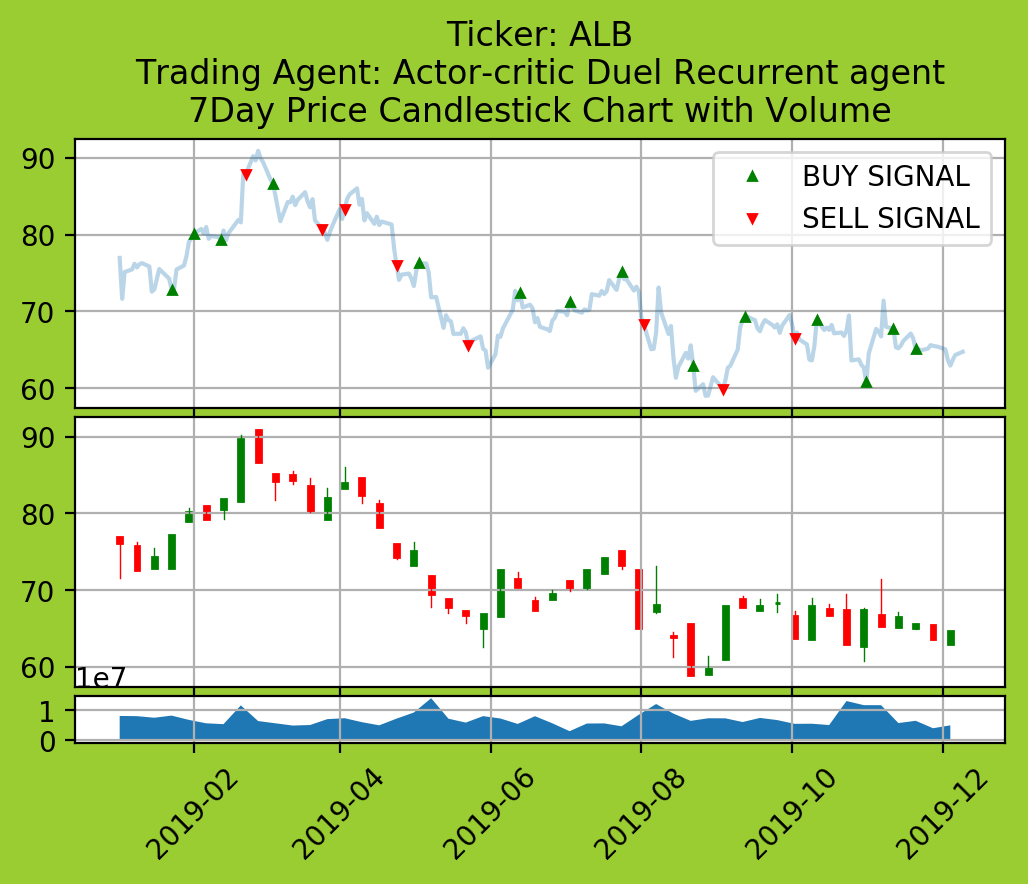 Ticker: ALB
Trading Agent: Actor-critic Duel Recurrent agent
7Day Price Candlestick Chart with Volume
90
80
70
60
BUY SIGNAL
SELL SIGNAL
90
80
70
60
1e7
1
0
2019-02
2019-04
2019-06
2019-08
2019-10
2019-12